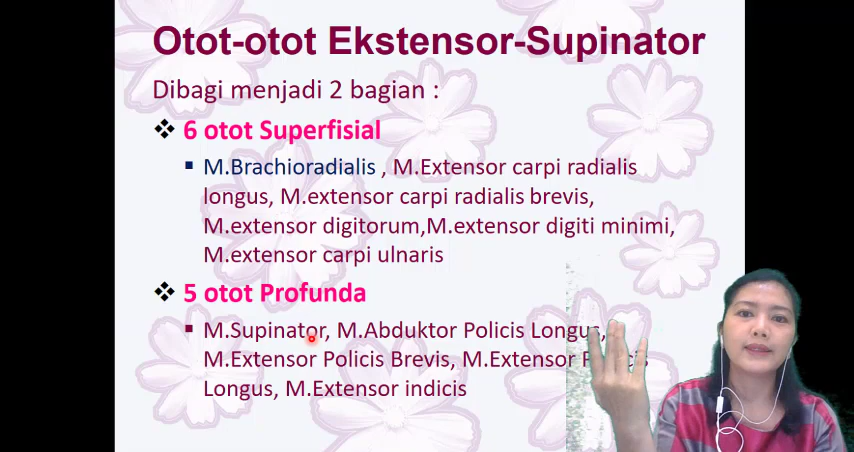 Otot-otot Ekstensor-Supinator
Dibagi menjadi 2 bagian :
❖ 6 otot Superfisial
▪ M.Brachioradialis , M.Extensor carpi radialis
longus, M.extensor carpi radialis brevis,
M.extensor digitorum,M.extensor digiti minimi,
M.extensor carpi ulnaris
❖ 5 otot Profunda
▪ M.Supinator, M.Abduktor Policis Longus,
M.Extensor Policis Brevis, M.Extensor
Longus, M.Extensor indicis